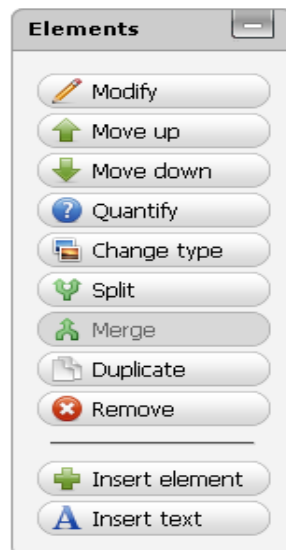 Elements
Modify
Move up
Move down
Quantify
Change type
Split
Merge
Duplicate
Remove
Insert element
Insert text